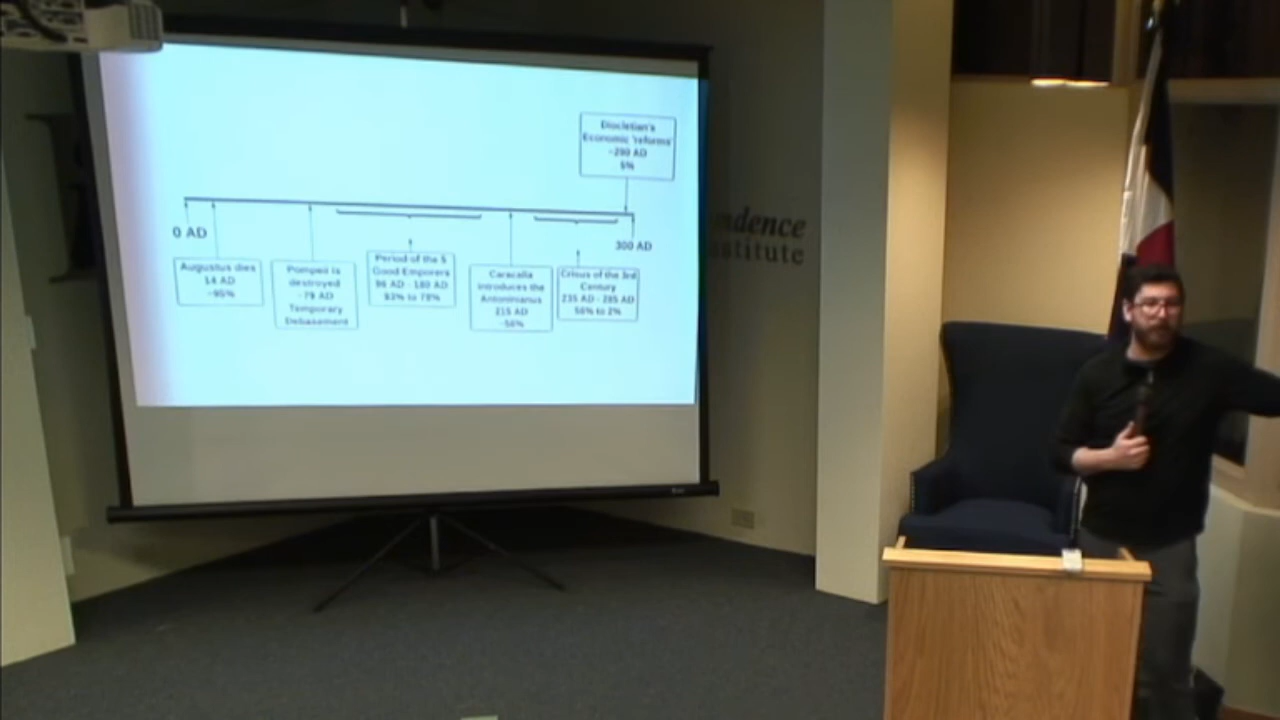 Diocletian's
Economic 'reforms'
~290 AD
5%
0 AD
300 AD
Augustus dies
14 AD
~95%
Pompeii is
destroyed
~79 AD
Temporary
Debasement
Period of the 5
Good Emporers
96 AD - 180 AD
93% to 79%
Caracalla
introduces the
Antoninianus
215 AD
~50%
Crisus of the 3rd
Century
235 AD - 285 AD
50% to 2%
ndence
stitute